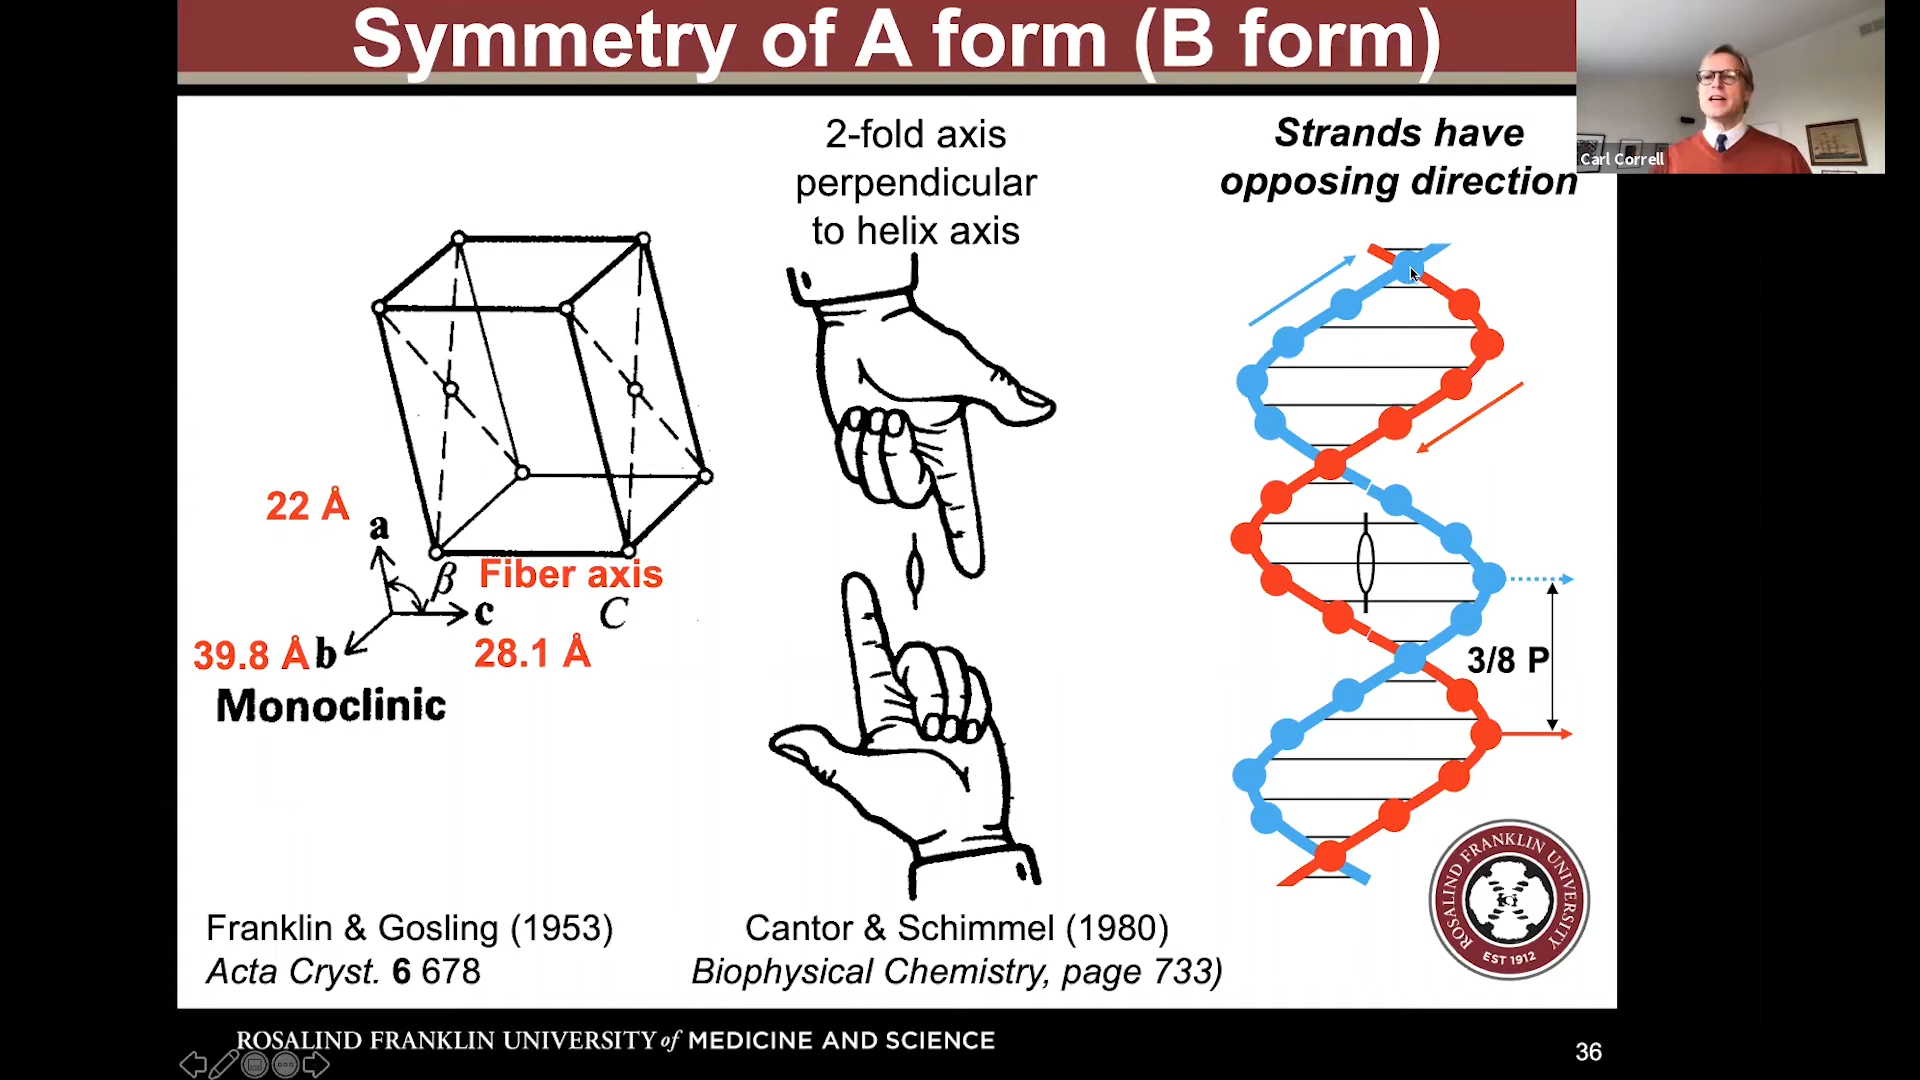 Symmetry of A form (B form)
Carl Correll
2-fold axis
perpendicular
to helix axis
Strands have
opposing direction
22 Å
a
β
Fiber axis
c
C
39.8 Å b
28.1 Å
Monoclinic
3/8 P
Franklin & Gosling (1953)
Acta Cryst. 6 678
Cantor & Schimmel (1980)
Biophysical Chemistry, page 733)
ROSALIND FRANKLIN UNIVERSITY
EST 1912
ROSALIND FRANKLIN UNIVERSITY of MEDICINE AND SCIENCE
36